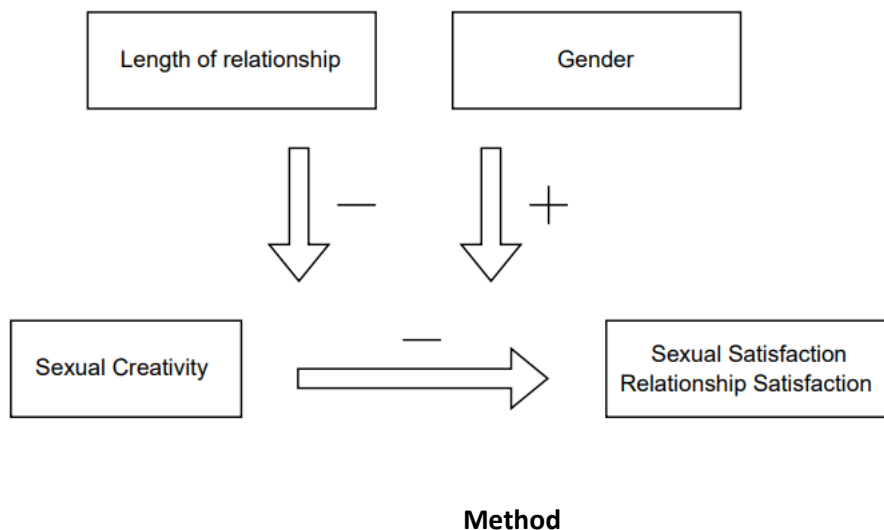 Length of relationship
Gender
—
+
—
Sexual Creativity
Sexual Satisfaction
Relationship Satisfaction
Method